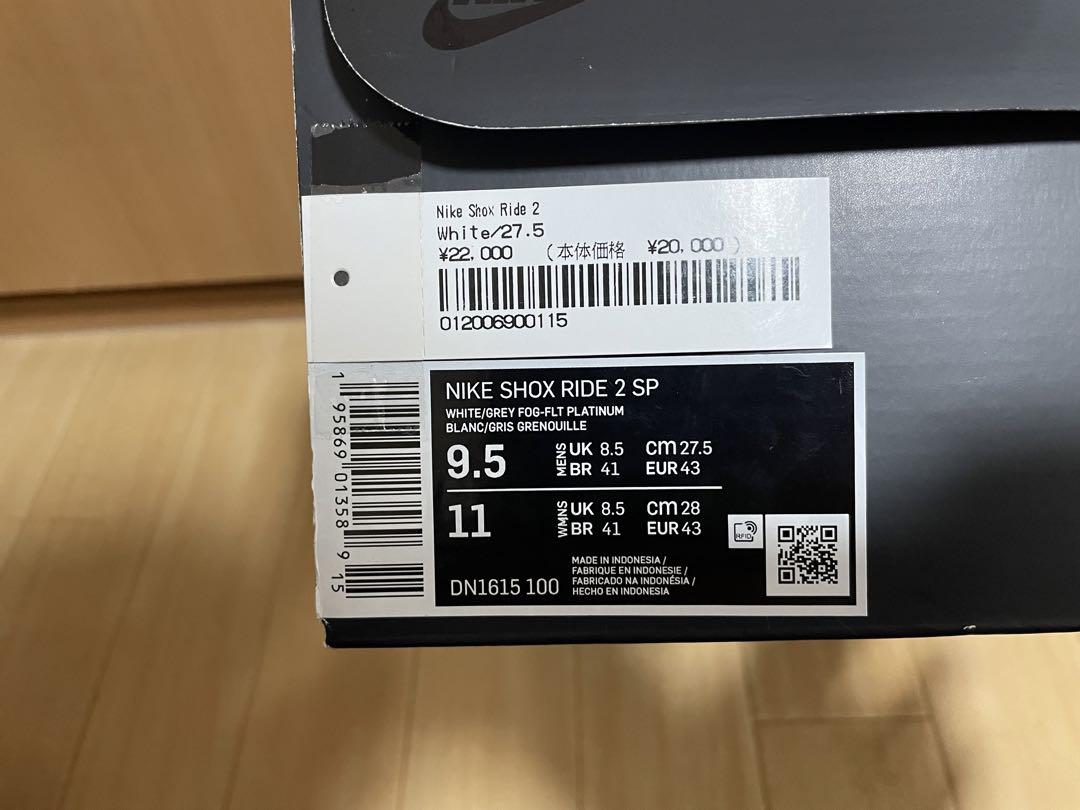 Nike Shox Ride 2
White/27.5
¥22,000 (本体価格 ¥20,000)
012006900115
1 95869 01358 9 15
NIKE SHOX RIDE 2 SP
WHITE/GREY FOG-FLT PLATINUM
BLANC/GRIS GRENOUILLE
9.5 MENS UK 8.5 cm 27.5
BR 41 EUR 43
11 WMNS UK 8.5 cm 28
BR 41 EUR 43
RFID
DN1615 100
MADE IN INDONESIA /
FABRIQUE EN INDONESIE /
FABRICADO NA INDONÉSIA /
HECHO EN INDONESIA